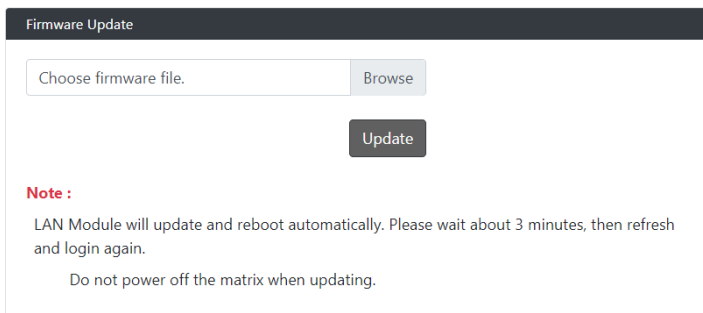 Firmware Update
Choose firmware file.
Browse
Update
Note :
LAN Module will update and reboot automatically. Please wait about 3 minutes, then refresh
and login again.
Do not power off the matrix when updating.